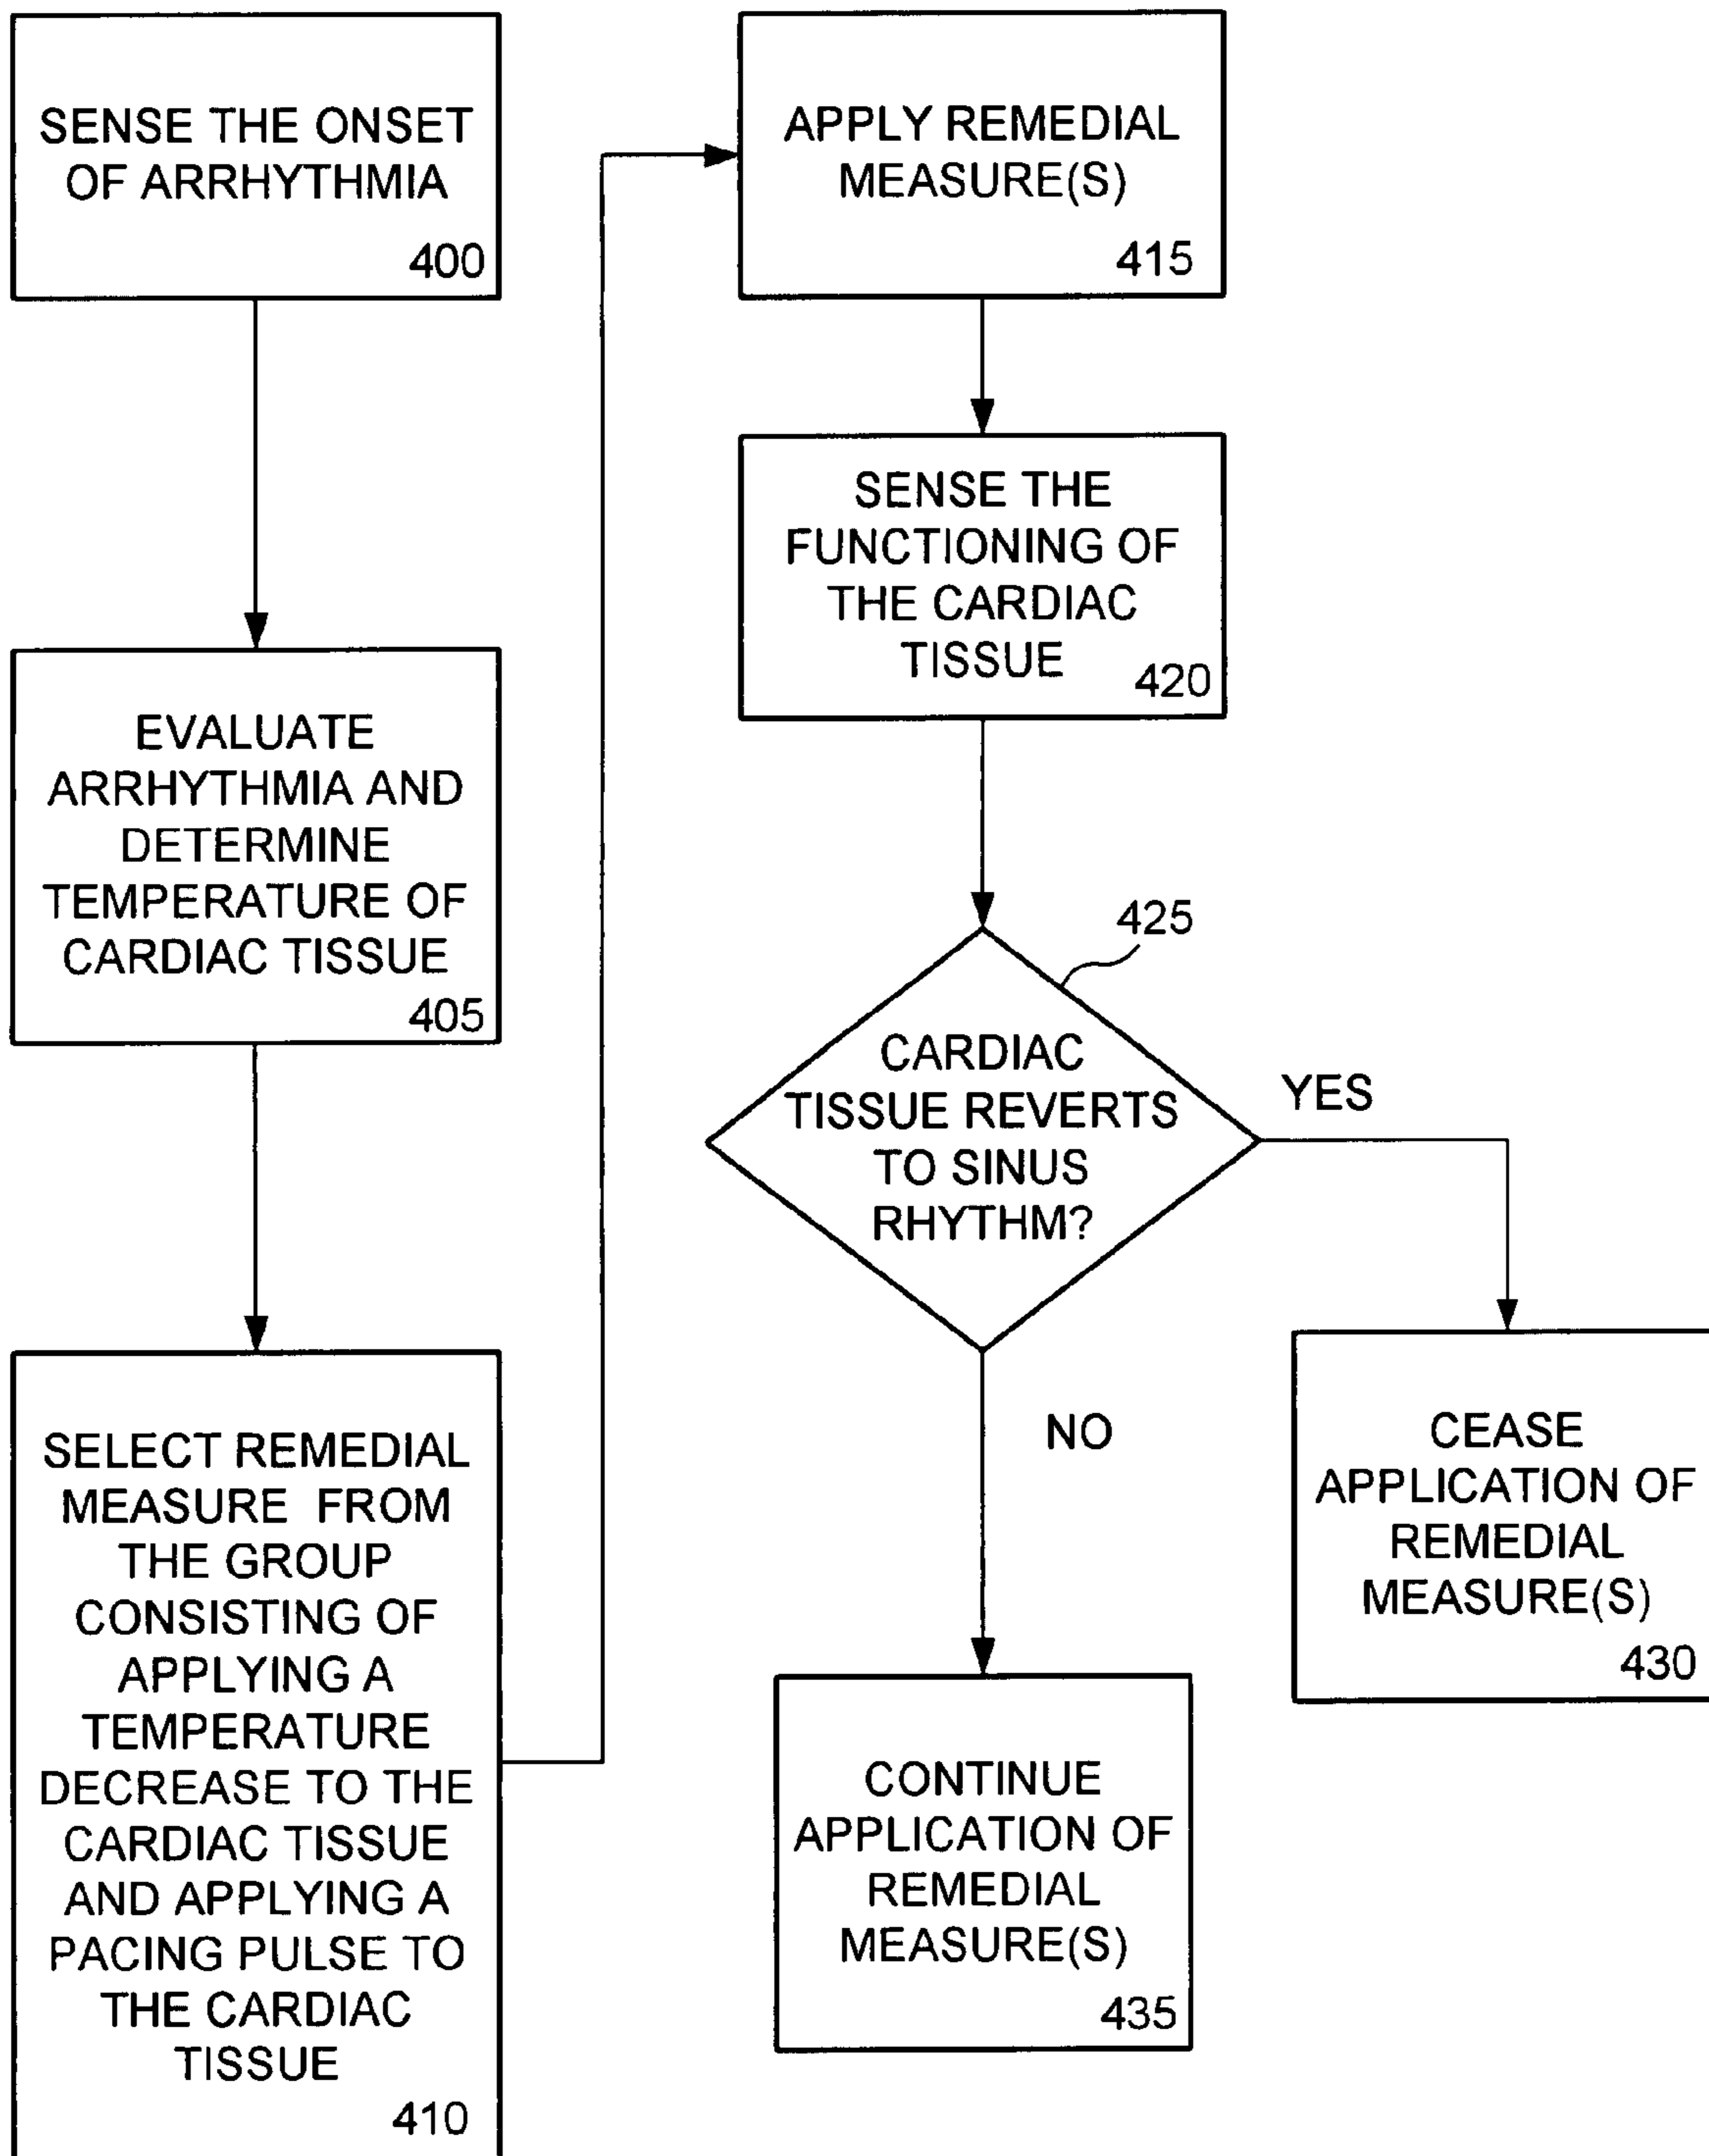 SENSE THE ONSET
OF ARRHYTHMIA
400
EVALUATE
ARRHYTHMIA AND
DETERMINE
TEMPERATURE OF
CARDIAC TISSUE
405
SELECT REMEDIAL
MEASURE FROM
THE GROUP
CONSISTING OF
APPLYING A
TEMPERATURE
DECREASE TO THE
CARDIAC TISSUE
AND APPLYING A
PACING PULSE TO
THE CARDIAC
TISSUE
410
APPLY REMEDIAL
MEASURE(S)
415
SENSE THE
FUNCTIONING OF
THE CARDIAC
TISSUE
420
425
CARDIAC
TISSUE REVERTS
TO SINUS
RHYTHM?
YES
NO
CEASE
APPLICATION OF
REMEDIAL
MEASURE(S)
430
CONTINUE
APPLICATION OF
REMEDIAL
MEASURE(S)
435